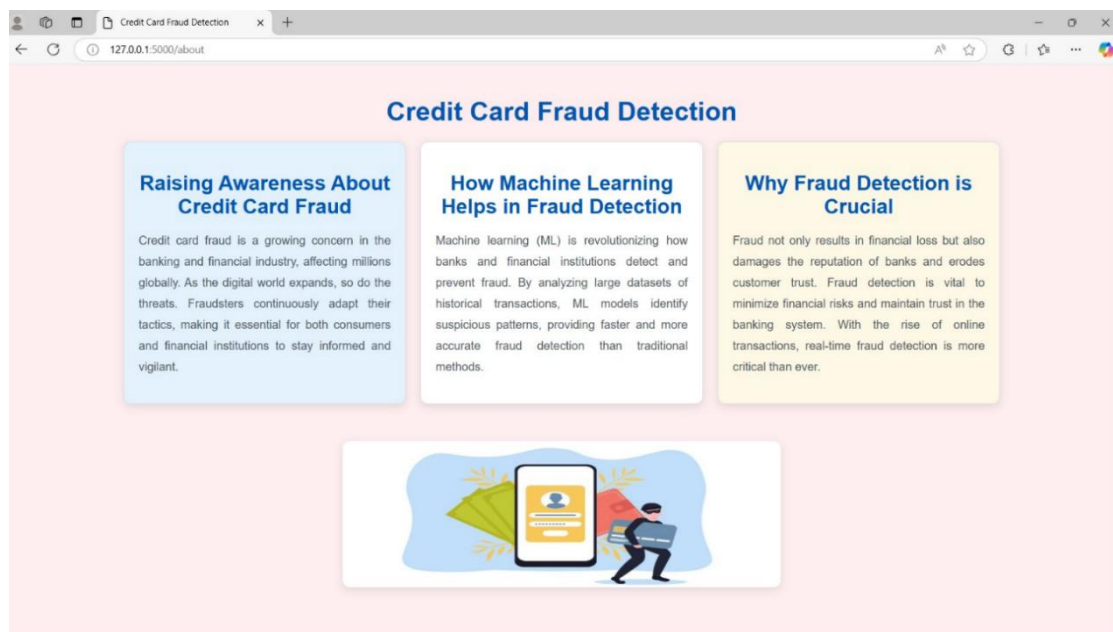 Credit Card Fraud Detection
127.0.0.1:5000/about
Credit Card Fraud Detection
Raising Awareness About
Credit Card Fraud
Credit card fraud is a growing concern in the
banking and financial industry, affecting millions
globally. As the digital world expands, so do the
threats. Fraudsters continuously adapt their
tactics, making it essential for both consumers
and financial institutions to stay informed and
vigilant.
How Machine Learning
Helps in Fraud Detection
Machine learning (ML) is revolutionizing how
banks and financial institutions detect and
prevent fraud. By analyzing large datasets of
historical transactions, ML models identify
suspicious patterns, providing faster and more
accurate fraud detection than traditional
methods.
Why Fraud Detection is
Crucial
Fraud not only results in financial loss but also
damages the reputation of banks and erodes
customer trust. Fraud detection is vital to
minimize financial risks and maintain trust in the
banking system. With the rise of online
transactions, real-time fraud detection is more
critical than ever.